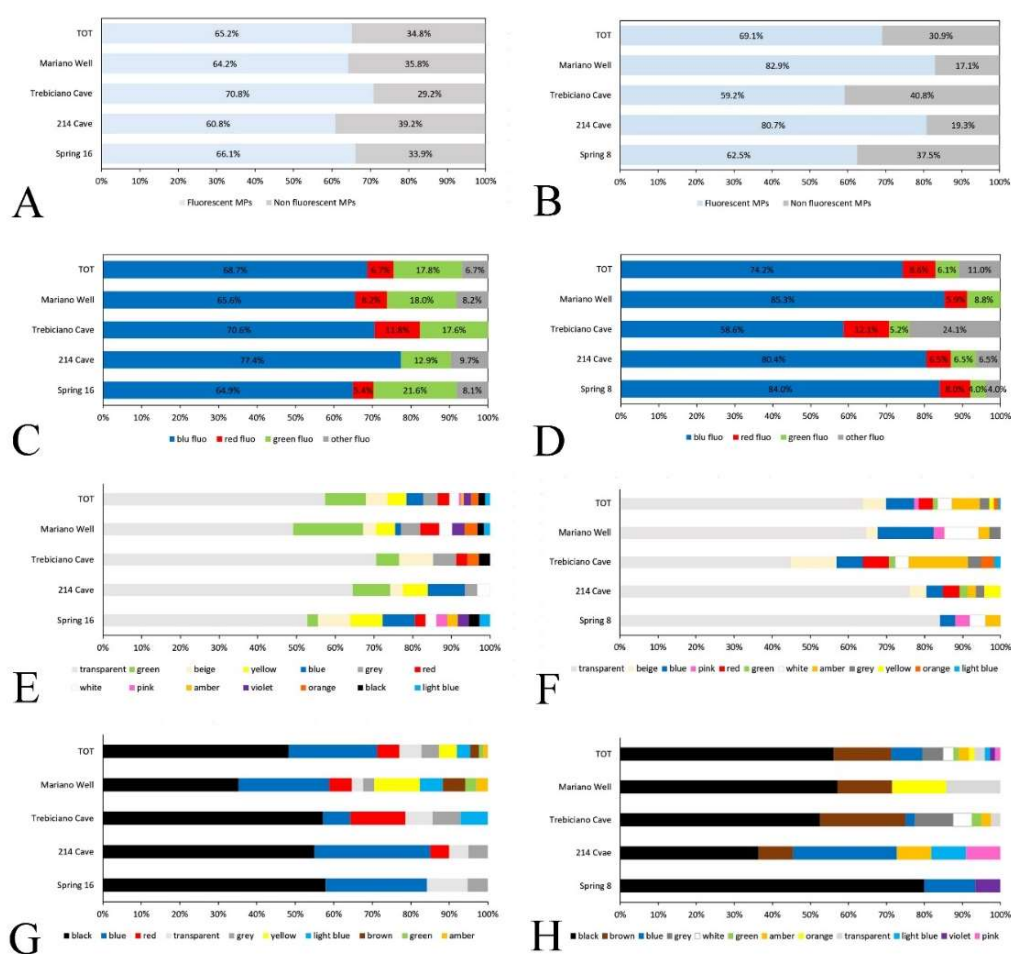 TOT 65.2% 34.8%
Mariano Well 64.2% 35.8%
Trebiciano Cave 70.8% 29.2%
214 Cave 60.8% 39.2%
Spring 16 66.1% 33.9%
0% 10% 20% 30% 40% 50% 60% 70% 80% 90% 100%
Fluorescent MPs Non fluorescent MPs
A
TOT 69.1% 30.9%
Mariano Well 82.9% 17.1%
Trebiciano Cave 59.2% 40.8%
214 Cave 80.7% 19.3%
Spring 8 62.5% 37.5%
0% 10% 20% 30% 40% 50% 60% 70% 80% 90% 100%
Fluorescent MPs Non fluorescent MPs
B
TOT 68.7% 6.7% 17.8% 6.7%
Mariano Well 65.6% 8.2% 18.0% 8.2%
Trebiciano Cave 70.6% 11.8% 17.6%
214 Cave 77.4% 12.9% 9.7%
Spring 16 64.9% 5.4% 21.6% 8.1%
0% 10% 20% 30% 40% 50% 60% 70% 80% 90% 100%
blu fluo red fluo green fluo other fluo
C
TOT 74.2% 8.6% 6.1% 11.0%
Mariano Well 85.3% 5.9% 8.8%
Trebiciano Cave 58.6% 12.1% 5.2% 24.1%
214 Cave 80.4% 6.5% 6.5% 6.5%
Spring 8 84.0% 8.0% 4.0% 4.0%
0% 10% 20% 30% 40% 50% 60% 70% 80% 90% 100%
blu fluo red fluo green fluo other fluo
D
TOT
Mariano Well
Trebiciano Cave
214 Cave
Spring 16
0% 10% 20% 30% 40% 50% 60% 70% 80% 90% 100%
transparent green beige yellow blue grey red
white pink amber violet orange black light blue
E
TOT
Mariano Well
Trebiciano Cave
214 Cave
Spring 8
0% 10% 20% 30% 40% 50% 60% 70% 80% 90% 100%
transparent beige blue pink red green white amber grey yellow orange light blue
F
TOT
Mariano Well
Trebiciano Cave
214 Cave
Spring 16
0% 10% 20% 30% 40% 50% 60% 70% 80% 90% 100%
black blue red transparent grey yellow light blue brown green amber
G
TOT
Mariano Well
Trebiciano Cave
214 Cvae
Spring 8
0% 10% 20% 30% 40% 50% 60% 70% 80% 90% 100%
black brown blue grey white green amber orange transparent light blue violet pink
H